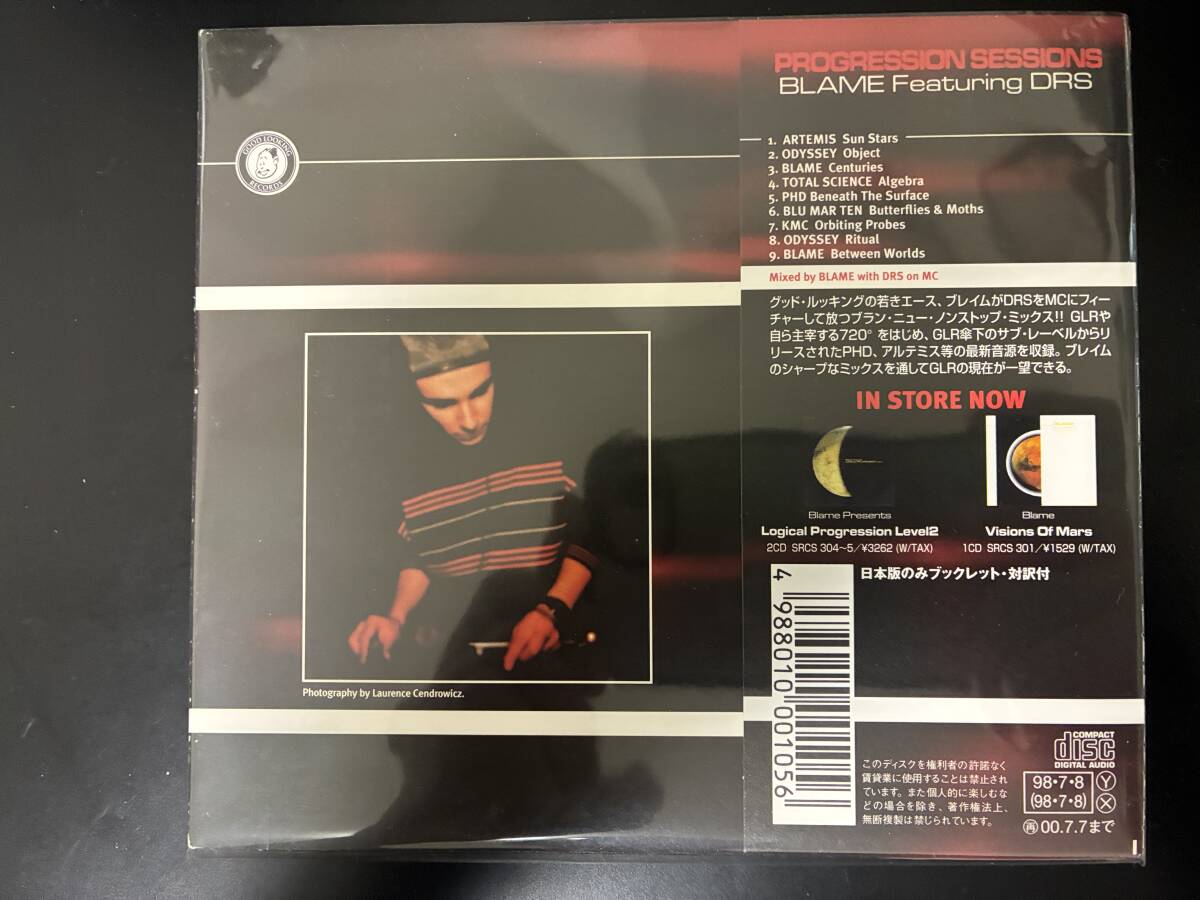 GOOD LOOKING
RECORDS
PROGRESSION SESSIONS
BLAME Featuring DRS
1. ARTEMIS Sun Stars
2. ODYSSEY Object
3. BLAME Centuries
4. TOTAL SCIENCE Algebra
5. PHD Beneath The Surface
6. BLU MAR TEN Butterflies & Moths
7. KMC Orbiting Probes
8. ODYSSEY Ritual
9. BLAME Between Worlds
Mixed by BLAME with DRS on MC
グッド・ルッキングの若きエース、ブレイムがDRSをMCにフィー
チャーして放つブラン・ニュー・ノンストップ・ミックス!! GLRや
自ら主宰する720° をはじめ、GLR傘下のサブ・レーベルからリ
リースされたPHD、アルテミス等の最新音源を収録。ブレイム
のシャープなミックスを通してGLRの現在が一望できる。
IN STORE NOW
Blame Presents
Logical Progression Level2
2CD SRCS 304~5/¥3262 (W/TAX)
Blame
Visions Of Mars
1CD SRCS 301/¥1529 (W/TAX)
日本版のみブックレット・対訳付
4 988010 001056
Photography by Laurence Cendrowicz.
COMPACT
disc
DIGITAL AUDIO
このディスクを権利者の許諾なく
賃貸業に使用することは禁止され
ています。また個人的に楽しむな
どの場合を除き、著作権法上、
無断複製は禁じられています。
98・7・8 Y
(98・7・8) X
再00.7.7まで